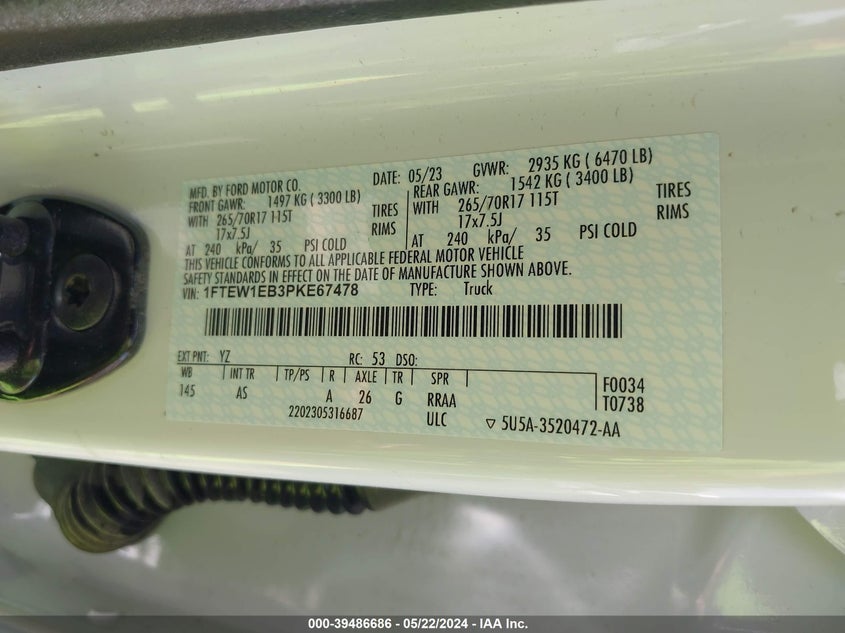 MFD. BY FORD MOTOR CO.
DATE: 05/23 GVWR: 2935 KG ( 6470 LB)
FRONT GAWR: 1497 KG ( 3300 LB)
WITH 265/70R17 115T TIRES
17x7.5J RIMS
AT 240 kPa/ 35 PSI COLD
REAR GAWR: 1542 KG ( 3400 LB)
WITH 265/70R17 115T TIRES
17x7.5J RIMS
AT 240 kPa/ 35 PSI COLD
THIS VEHICLE CONFORMS TO ALL APPLICABLE FEDERAL MOTOR VEHICLE
SAFETY STANDARDS IN EFFECT ON THE DATE OF MANUFACTURE SHOWN ABOVE.
VIN: 1FTEW1EB3PKE67478 TYPE: Truck
EXT PNT: YZ RC: 53 DSO:
WB INT TR TP/PS R AXLE TR SPR
145 AS A 26 G RRAA
F0034
T0738
2202305316687 ULC ▽ 5U5A-3520472-AA
000-39486686 - 05/22/2024 - IAA Inc.